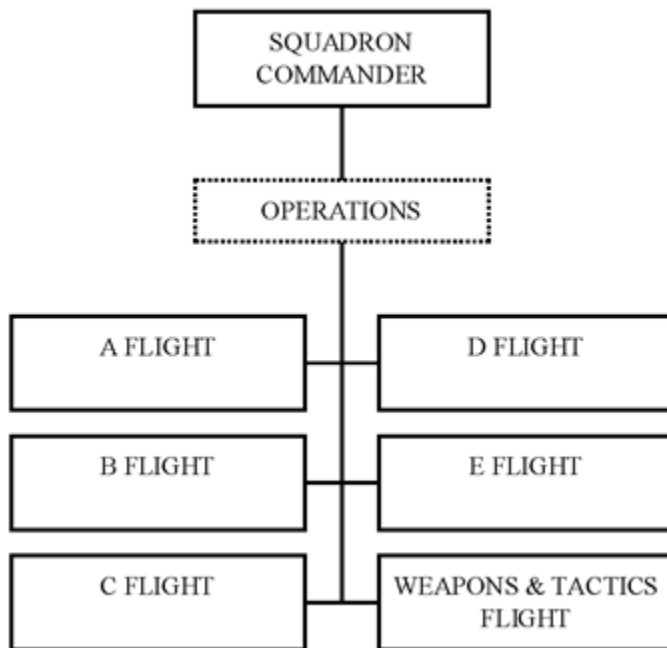 SQUADRON
COMMANDER
OPERATIONS
A FLIGHT
D FLIGHT
B FLIGHT
E FLIGHT
C FLIGHT
WEAPONS & TACTICS
FLIGHT